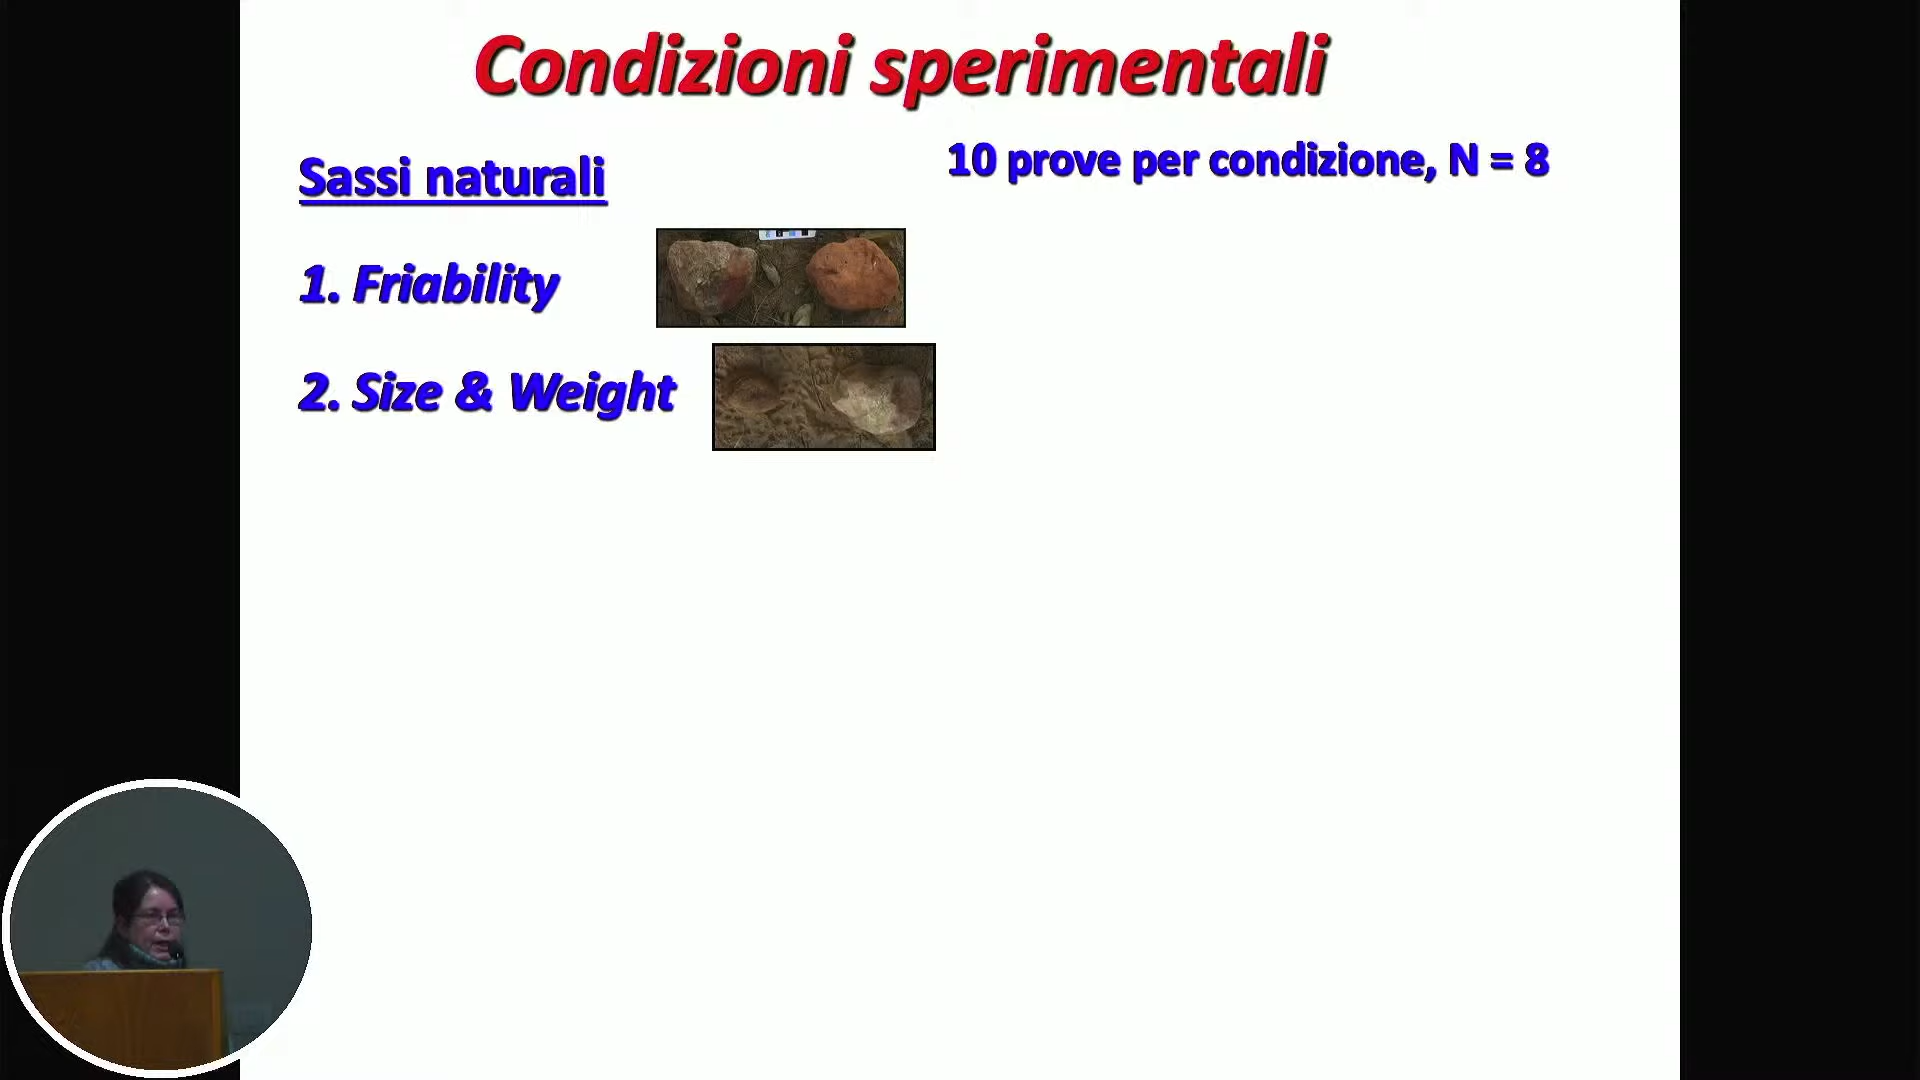 Condizioni sperimentali
Sassi naturali
10 prove per condizione, N = 8
1. Friability
2. Size & Weight